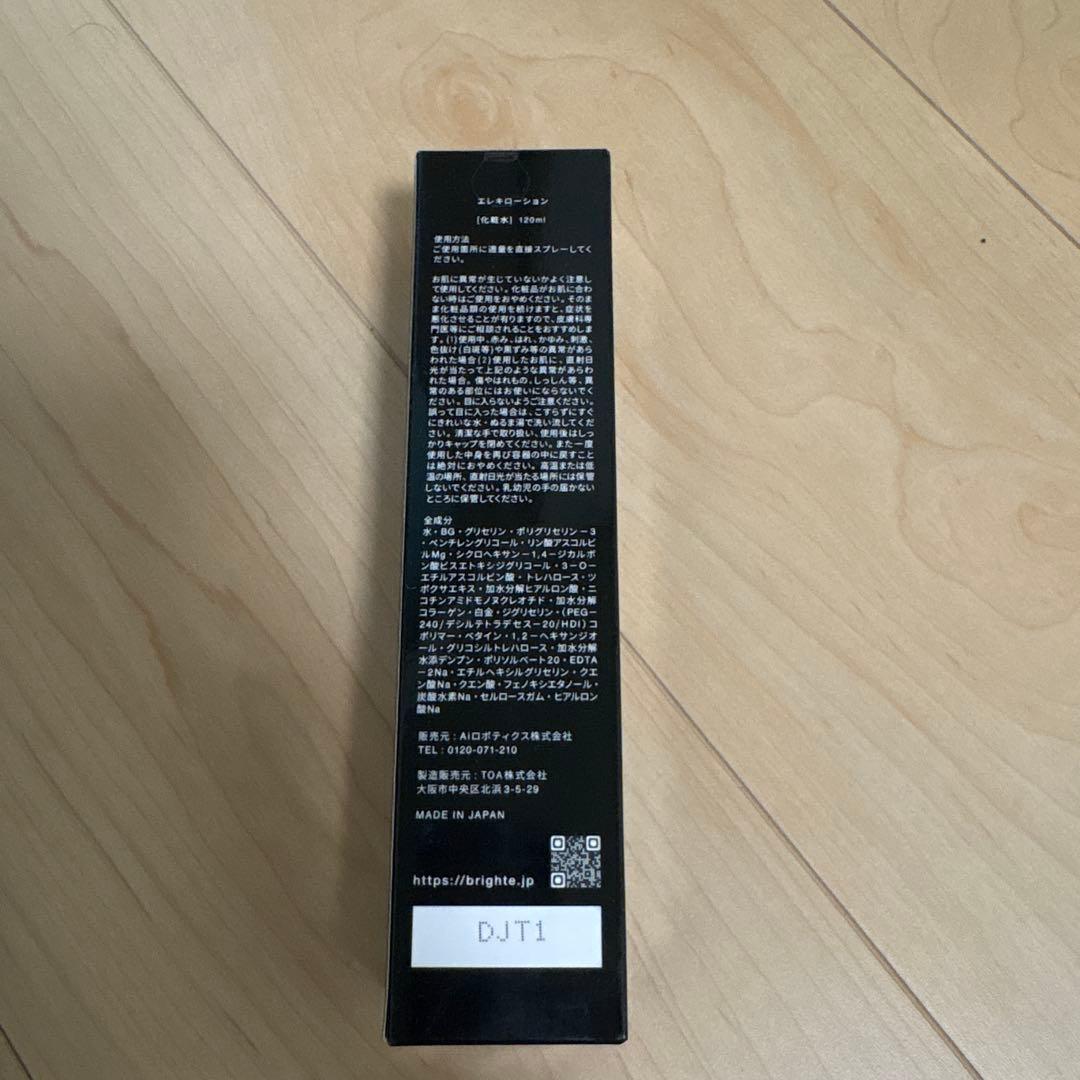 エレキローション
[化粧水] 120ml
使用方法
ご使用箇所に適量を直接スプレーしてく
ださい。
お肌に異常が生じていないかよく注意し
て使用してください。化粧品がお肌に合わ
ない時はご使用をおやめください。そのま
ま化粧品類の使用を続けますと、症状を
悪化させることが有りますので、皮膚科専
門医等にご相談されることをおすすめしま
す。(1)使用中、赤み、はれ、かゆみ、刺激、
色抜け(白斑等)や黒ずみ等の異常があら
われた場合(2)使用したお肌に、直射日
光が当たって上記のような異常があらわ
れた場合。傷やはれもの、しっしん等、異
常のある部位にはお使いにならないでく
ださい。目に入らないようご注意ください。
誤って目に入った場合は、こすらずにすぐ
にきれいな水・ぬるま湯で洗い流してくだ
さい。清潔な手で取り扱い、使用後はしっ
かりキャップを閉めてください。また一度
使用した中身を再び容器の中に戻すこと
は絶対におやめください。高温または低
温の場所、直射日光が当たる場所には保管
しないでください。乳幼児の手の届かない
ところに保管してください。
全成分
水・BG・グリセリン・ポリグリセリン-3
・ペンチレングリコール・リン酸アスコルビ
ルMg・シクロヘキサン-1,4-ジカルボ
ン酸ビスエトキシジグリコール・3-O-
エチルアスコルビン酸・トレハロース・ツ
ボクサエキス・加水分解ヒアルロン酸・ニ
コチンアミドモノヌクレオチド・加水分解
コラーゲン・白金・ジグリセリン・(PEG-
240/デシルテトラデセス-20/HDI)コ
ポリマー・ベタイン・1,2-ヘキサンジオ
ール・グリコシルトレハロース・加水分解
水添デンプン・ポリソルベート20・EDTA
-2Na・エチルヘキシルグリセリン・クエ
ン酸Na・クエン酸・フェノキシエタノール・
炭酸水素Na・セルロースガム・ヒアルロン
酸Na
販売元：Aiロボティクス株式会社
TEL：0120-071-210
製造販売元：TOA株式会社
大阪市中央区北浜3-5-29
MADE IN JAPAN
https://brighte.jp
DJT1